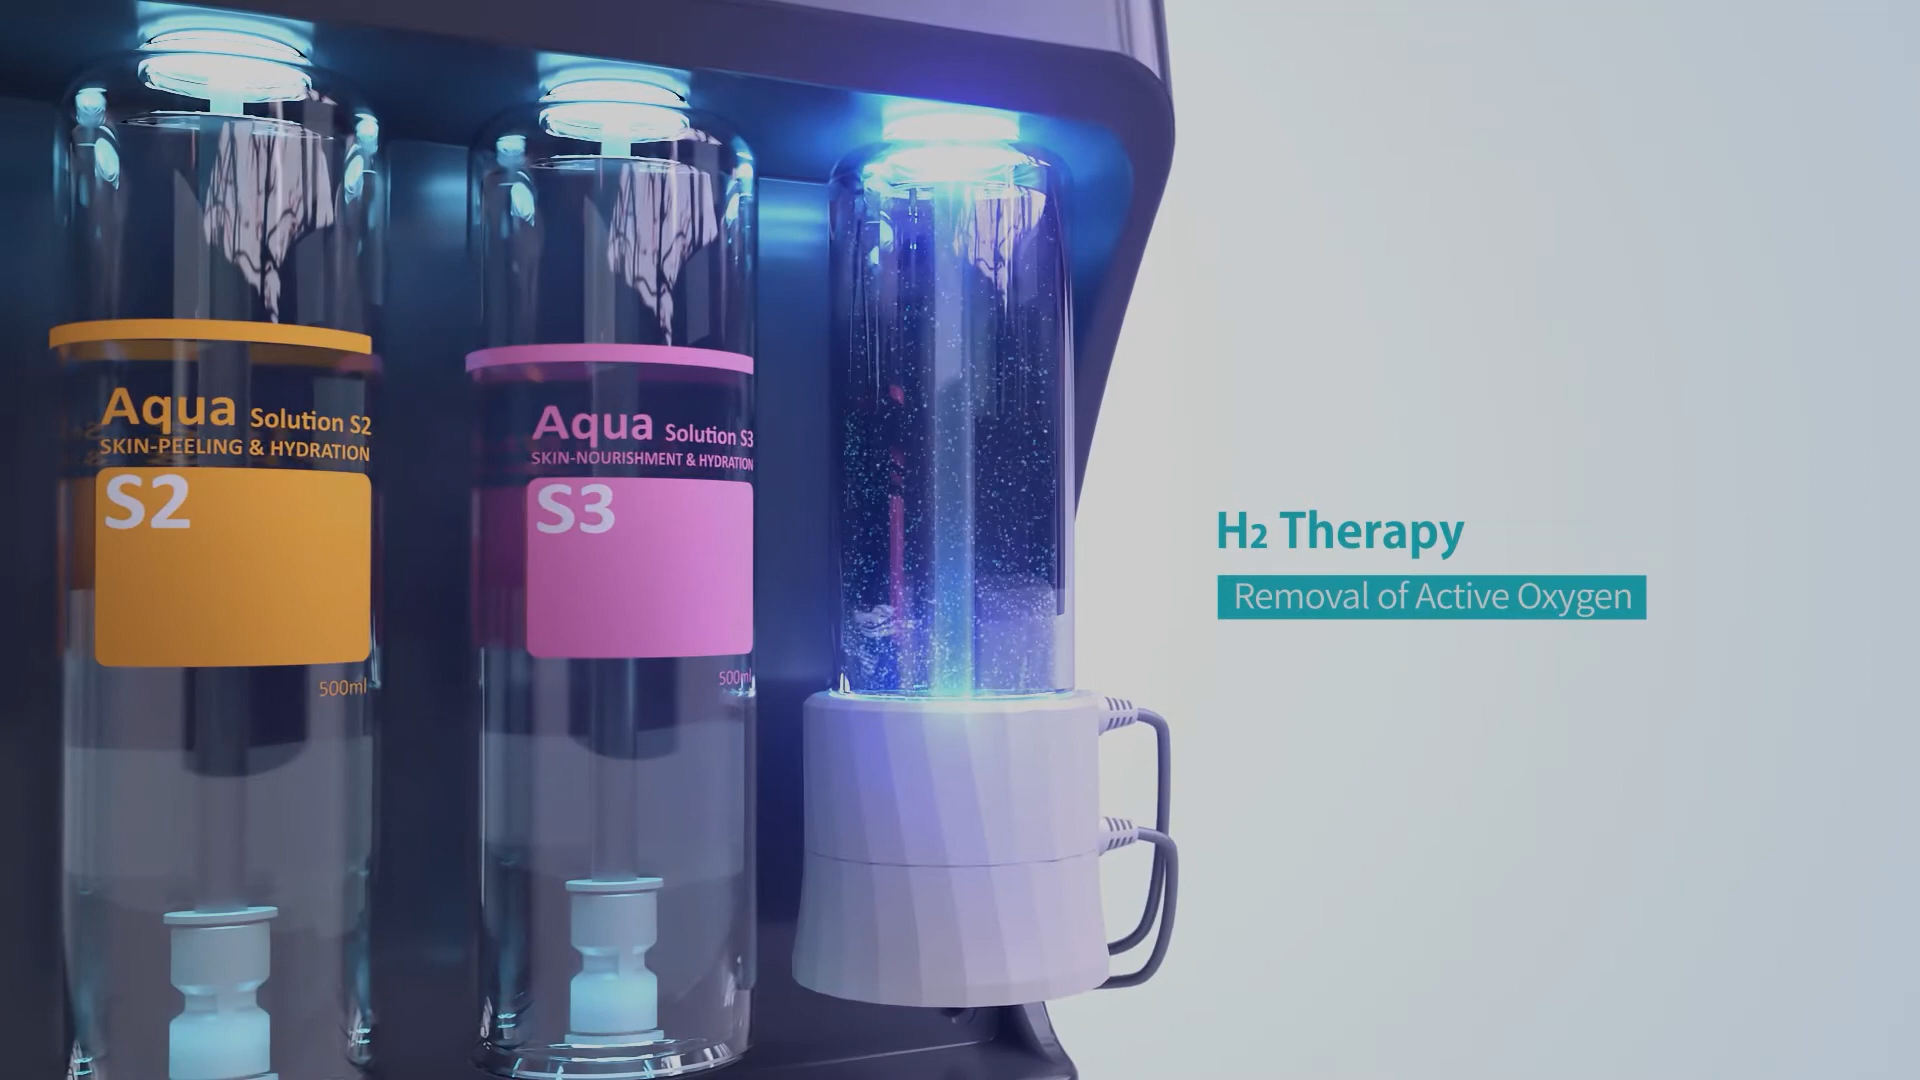 Aqua Solution S2
SKIN-PEELING & HYDRATION
S2
500ml
Aqua Solution S3
SKIN-NOURISHMENT & HYDRATION
S3
500ml
H2 Therapy
Removal of Active Oxygen